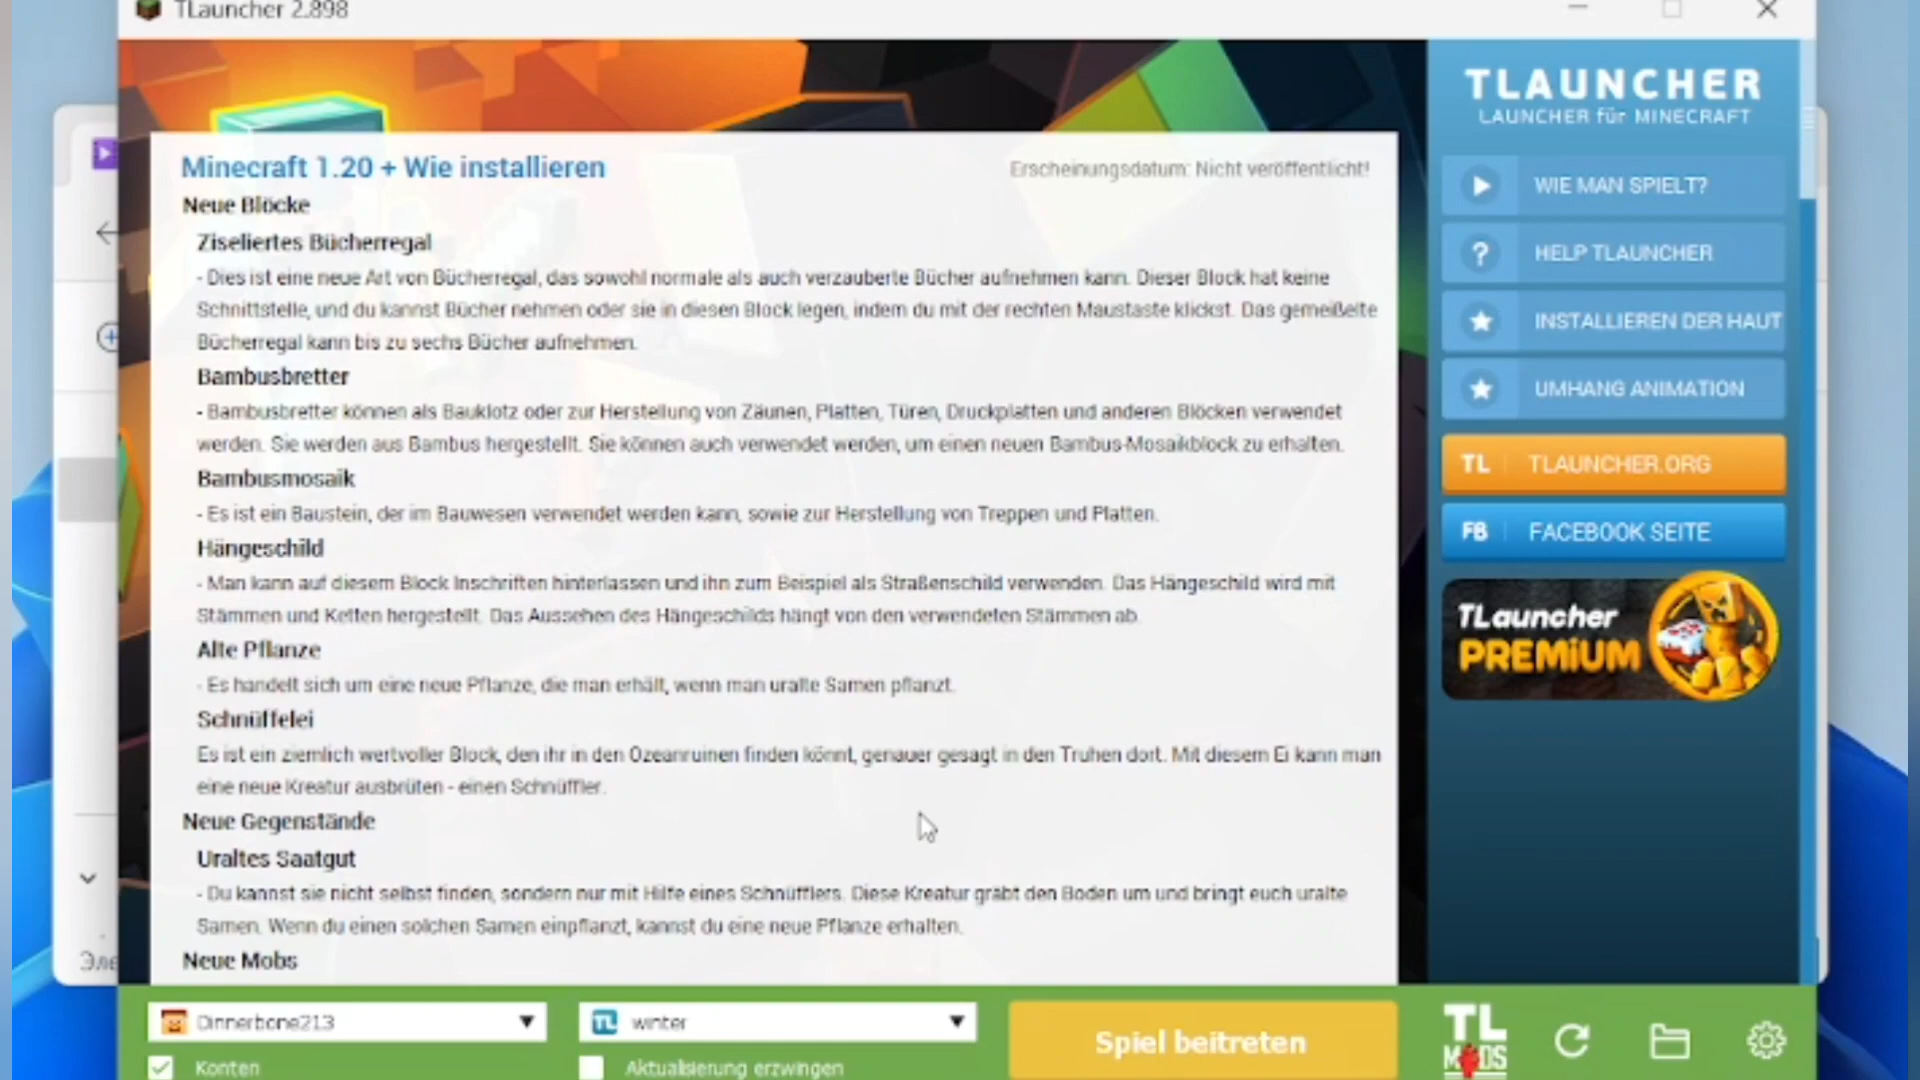 TLauncher 2.898
Minecraft 1.20 + Wie installieren
Erscheinungsdatum: Nicht veröffentlicht!
Neue Blöcke
Ziseliertes Bücherregal
- Dies ist eine neue Art von Bücherregal, das sowohl normale als auch verzauberte Bücher aufnehmen kann. Dieser Block hat keine
Schnittstelle, und du kannst Bücher nehmen oder sie in diesen Block legen, indem du mit der rechten Maustaste klickst. Das gemeißelte
Bücherregal kann bis zu sechs Bücher aufnehmen.
Bambusbretter
- Bambusbretter können als Bauklotz oder zur Herstellung von Zäunen, Platten, Türen, Druckplatten und anderen Blöcken verwendet
werden. Sie werden aus Bambus hergestellt. Sie können auch verwendet werden, um einen neuen Bambus-Mosaikblock zu erhalten.
Bambusmosaik
- Es ist ein Baustein, der im Bauwesen verwendet werden kann, sowie zur Herstellung von Treppen und Platten.
Hängeschild
- Man kann auf diesem Block Inschriften hinterlassen und ihn zum Beispiel als Straßenschild verwenden. Das Hängeschild wird mit
Stämmen und Ketten hergestellt. Das Aussehen des Hängeschilds hängt von den verwendeten Stämmen ab.
Alte Pflanze
- Es handelt sich um eine neue Pflanze, die man erhält, wenn man uralte Samen pflanzt.
Schnüffelei
Es ist ein ziemlich wertvoller Block, den ihr in den Ozeanruinen finden könnt, genauer gesagt in den Truhen dort. Mit diesem Ei kann man
eine neue Kreatur ausbrüten - einen Schnüffler.
Neue Gegenstände
Uraltes Saatgut
- Du kannst sie nicht selbst finden, sondern nur mit Hilfe eines Schnüfflers. Diese Kreatur gräbt den Boden um und bringt euch uralte
Samen. Wenn du einen solchen Samen einpflanzt, kannst du eine neue Pflanze erhalten.
Neue Mobs
TLAUNCHER
LAUNCHER für MINECRAFT
WIE MAN SPIELT?
HELP TLAUNCHER
INSTALLIEREN DER HAUT
UMHANG ANIMATION
TL TLAUNCHER.ORG
FB FACEBOOK SEITE
TLauncher
PREMIUM
Эле
Dinnerbone213
TL winter
Spiel beitreten
TL
MODS
Konten
Aktualisierung erzwingen